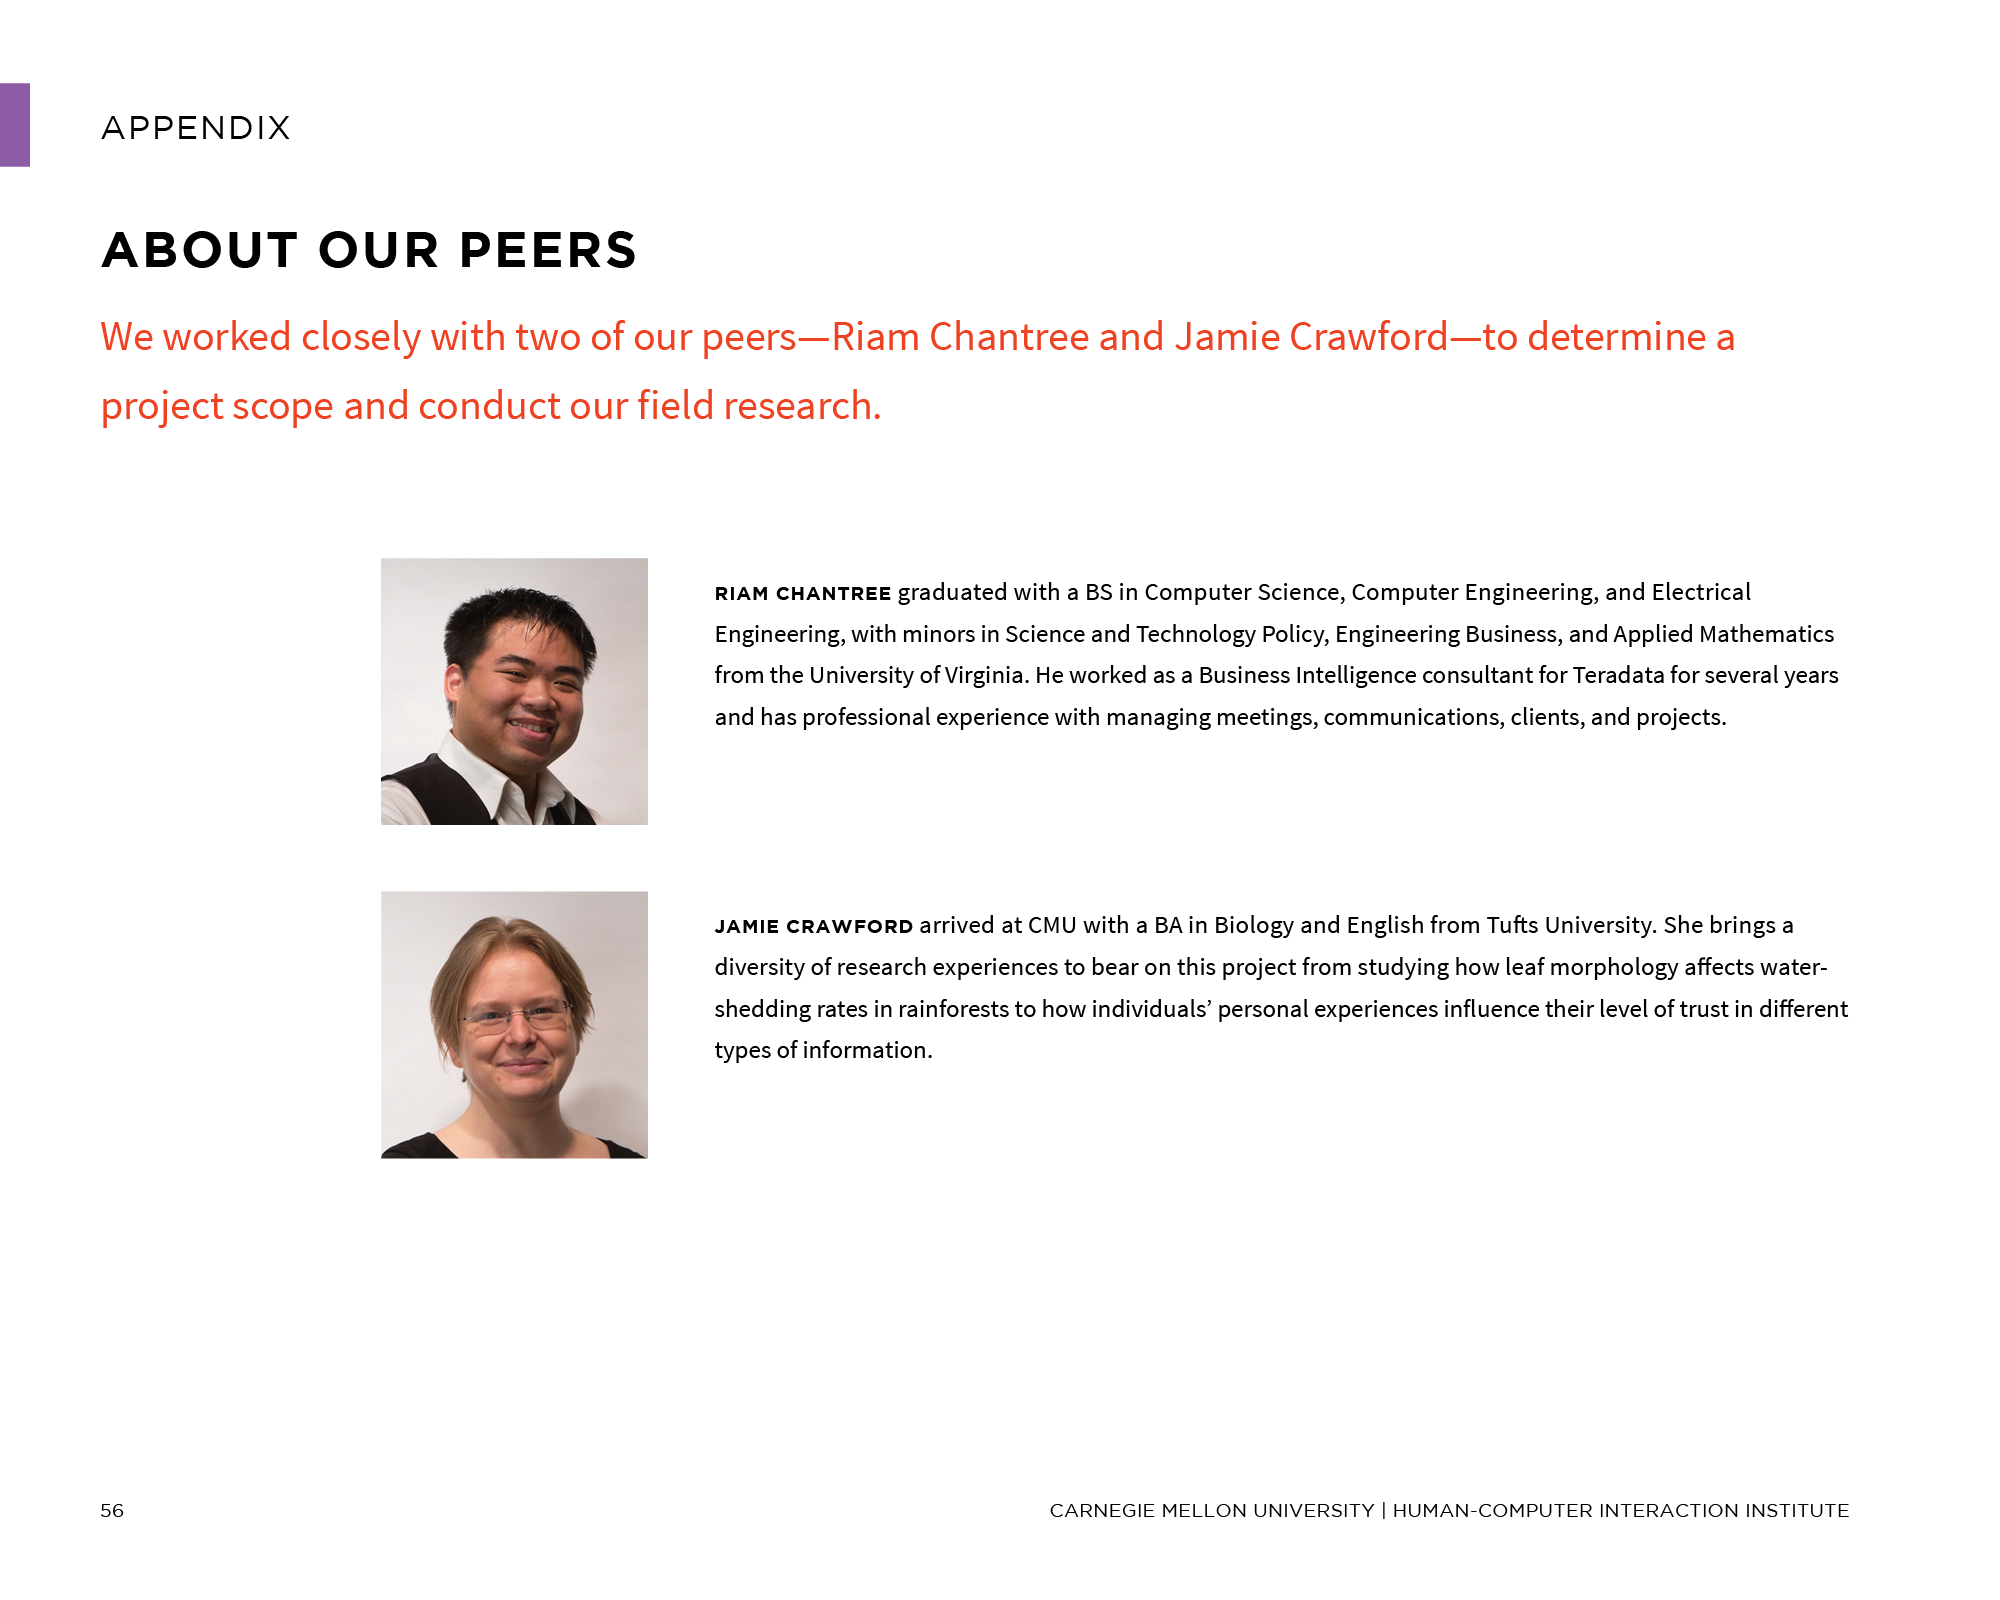 APPENDIX
ABOUT OUR PEERS
We worked closely with two of our peers—Riam Chantree and Jamie Crawford—to determine a
project scope and conduct our field research.
RIAM CHANTREE graduated with a BS in Computer Science, Computer Engineering, and Electrical
Engineering, with minors in Science and Technology Policy, Engineering Business, and Applied Mathematics
from the University of Virginia. He worked as a Business Intelligence consultant for Teradata for several years
and has professional experience with managing meetings, communications, clients, and projects.
JAMIE CRAWFORD arrived at CMU with a BA in Biology and English from Tufts University. She brings a
diversity of research experiences to bear on this project from studying how leaf morphology affects water-
shedding rates in rainforests to how individuals’ personal experiences influence their level of trust in different
types of information.
56
CARNEGIE MELLON UNIVERSITY | HUMAN-COMPUTER INTERACTION INSTITUTE